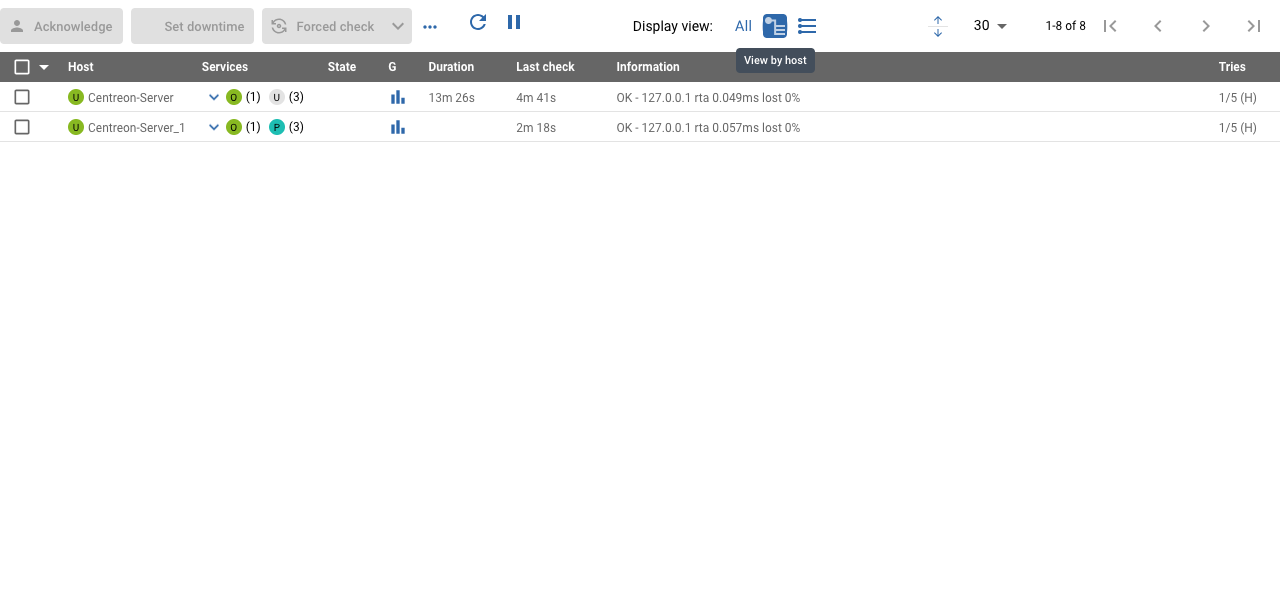 Acknowledge Set downtime Forced check Display view: All 30 1-8 of 8
View by host
Host Services State G Duration Last check Information Tries
U Centreon-Server O (1) U (3) 13m 26s 4m 41s OK - 127.0.0.1 rta 0.049ms lost 0% 1/5 (H)
U Centreon-Server_1 O (1) P (3) 2m 18s OK - 127.0.0.1 rta 0.057ms lost 0% 1/5 (H)